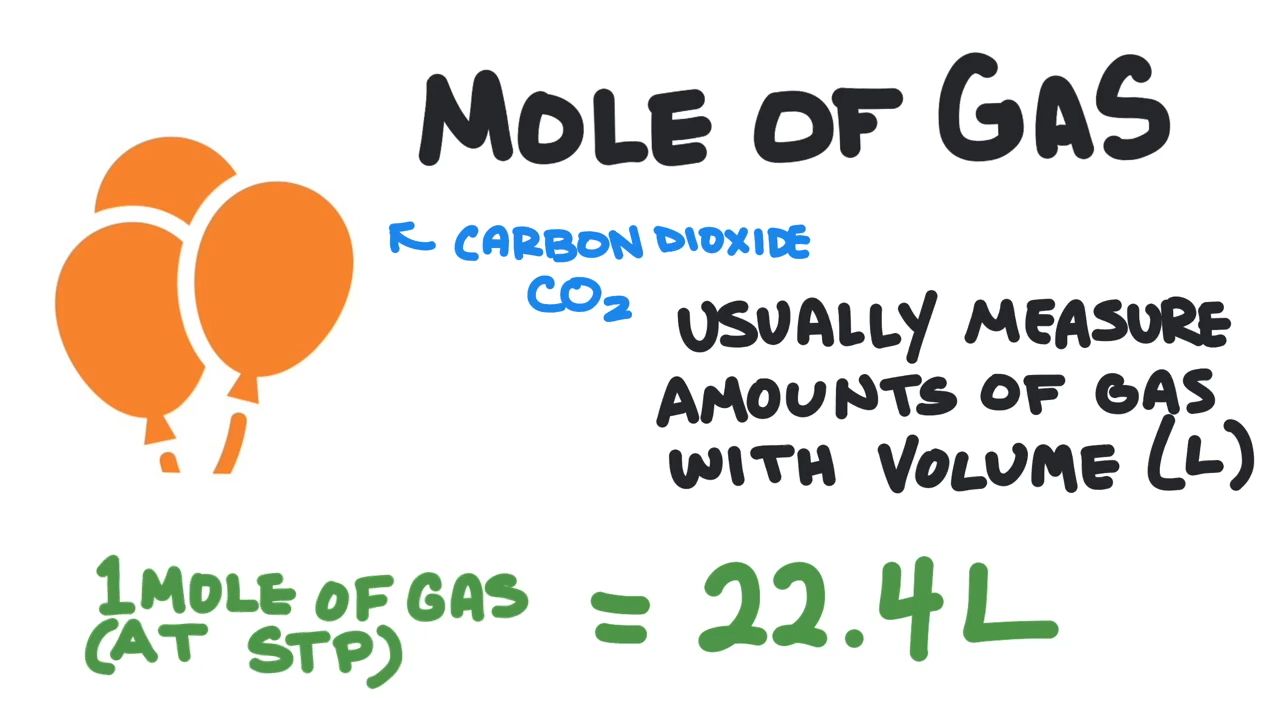 MOLE OF GAS
CARBON DIOXIDE
CO₂
USUALLY MEASURE
AMOUNTS OF GAS
WITH VOLUME (L)
1 MOLE OF GAS
(AT STP)
= 22.4 L